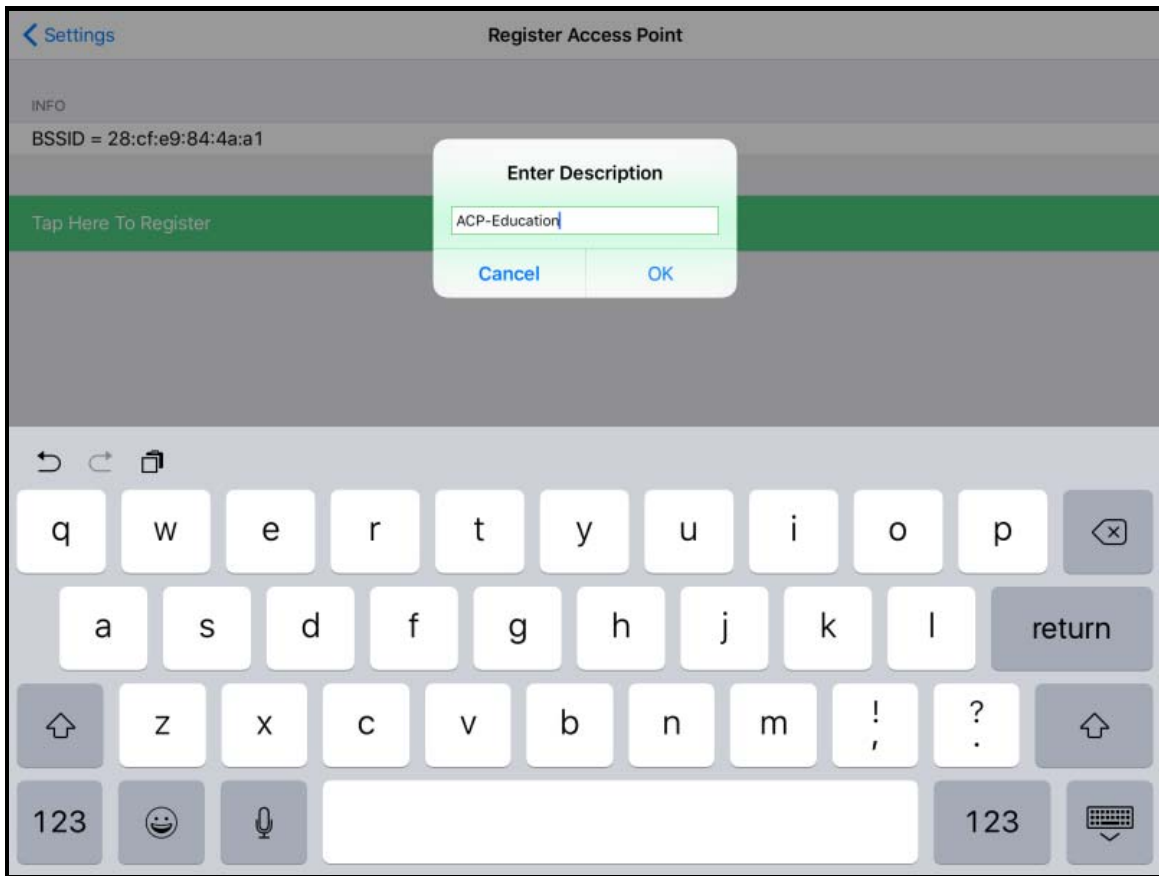 Settings
Register Access Point
INFO
BSSID = 28:cf:e9:84:4a:a1
Enter Description
Tap Here To Register
ACP-Education
Cancel OK
q w e r t y u i o p
a s d f g h j k l return
z x c v b n m ! , ? .
123 123